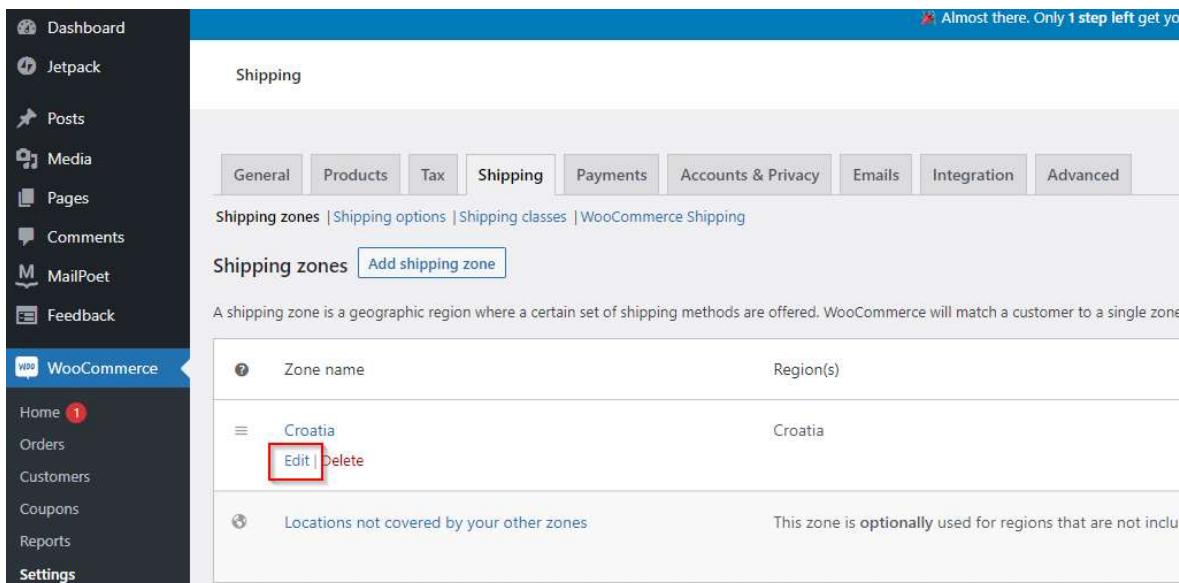 Dashboard
Jetpack
Posts
Media
Pages
Comments
MailPoet
Feedback
WooCommerce
Home 1
Orders
Customers
Coupons
Reports
Settings
Almost there. Only 1 step left get yo
Shipping
General Products Tax Shipping Payments Accounts & Privacy Emails Integration Advanced
Shipping zones | Shipping options | Shipping classes | WooCommerce Shipping
Shipping zones Add shipping zone
A shipping zone is a geographic region where a certain set of shipping methods are offered. WooCommerce will match a customer to a single zone
Zone name Region(s)
Croatia Croatia
Edit | Delete
Locations not covered by your other zones This zone is optionally used for regions that are not inclu